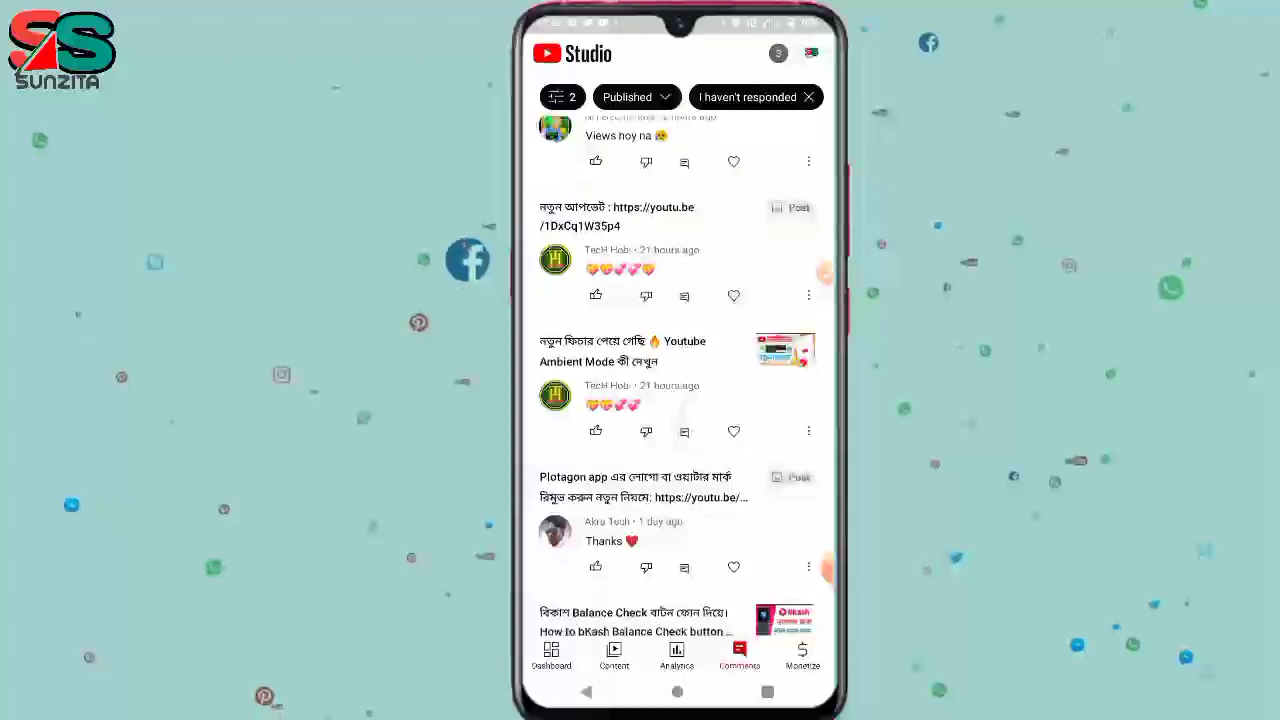 SS
SUNZITA
Studio
3
2
Published
I haven't responded
Views hoy na 😢
নতুন আপডেট : https://youtu.be
/1DxCq1W35p4
Post
TecH Hobi • 21 hours ago
💝💝💞💞💝
নতুন ফিচার পেয়ে গেছি 🔥 Youtube
Ambient Mode কী দেখুন
TecH Hobi • 21 hours ago
💝💝💞💞
Plotagon app এর লোগো বা ওয়াটার মার্ক
রিমুভ করুন নতুন নিয়মে: https://youtu.be/...
Post
Akra Tech • 1 day ago
Thanks ❤️
বিকাশ Balance Check বাটন ফোন দিয়ে।
How to bKash Balance Check button ...
bKash
Dashboard
Content
Analytics
Comments
Monetize